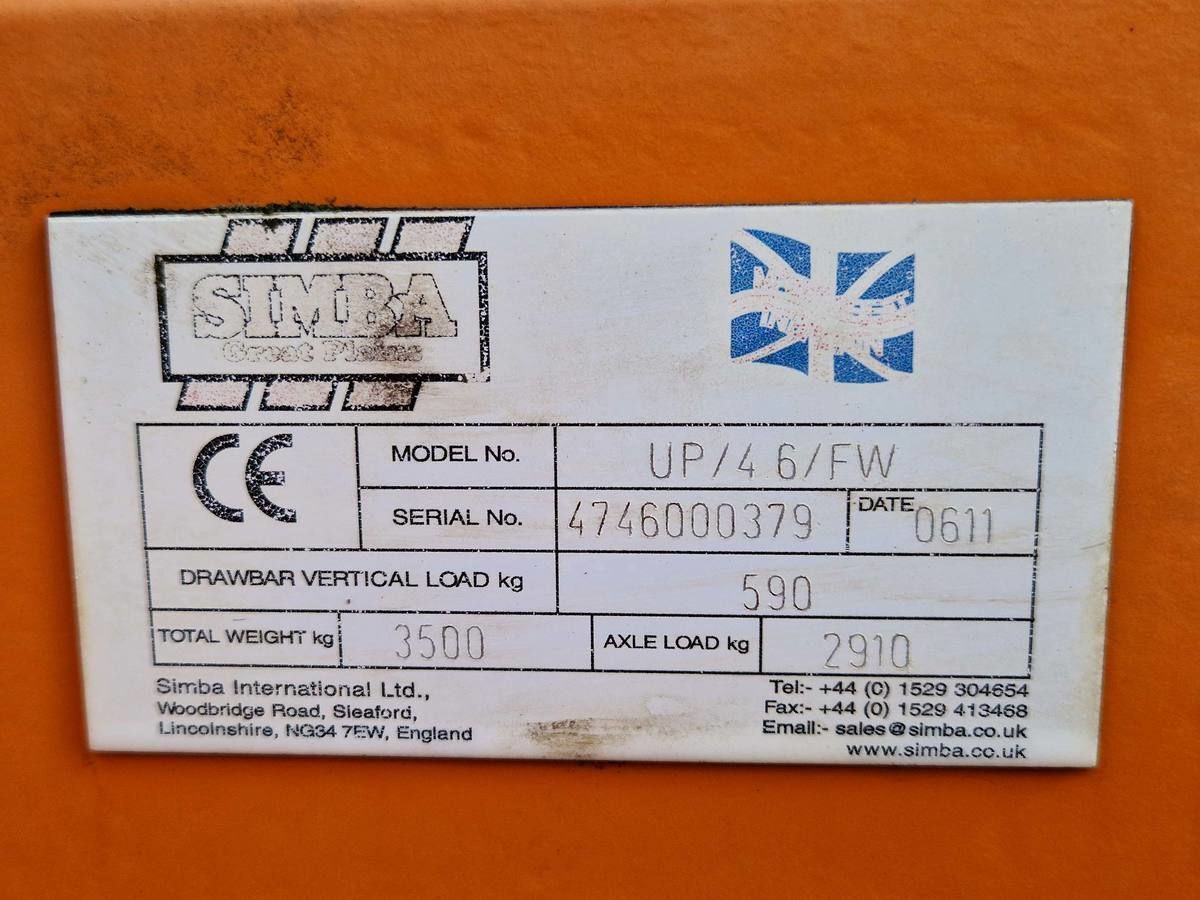 SIMBA
Great Plains
CE
MODEL No. UP/4 6/FW
SERIAL No. 4746000379 DATE 0611
DRAWBAR VERTICAL LOAD kg 590
TOTAL WEIGHT kg 3500 AXLE LOAD kg 2910
Simba International Ltd.,
Woodbridge Road, Sleaford,
Lincolnshire, NG34 7EW, England
Tel:- +44 (0) 1529 304654
Fax:- +44 (0) 1529 413468
Email:- sales@simba.co.uk
www.simba.co.uk